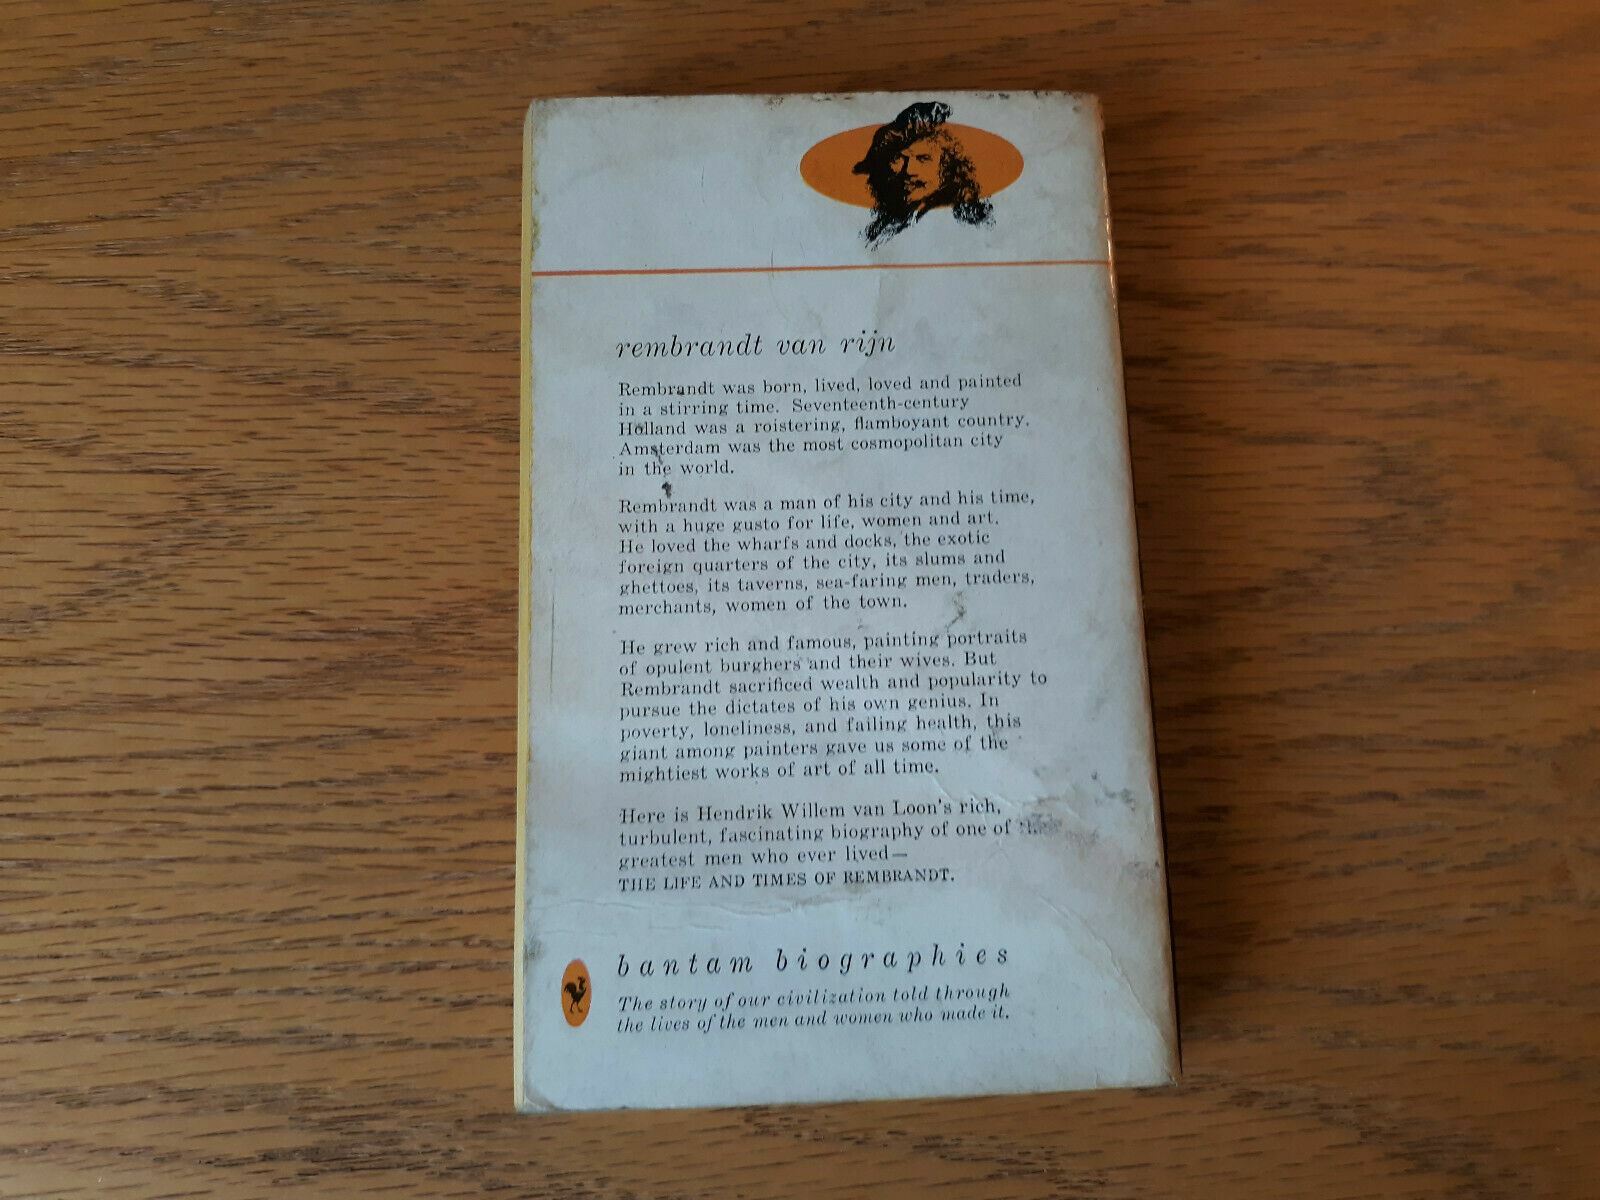 rembrandt van rijn
Rembrandt was born, lived, loved and painted
in a stirring time. Seventeenth-century
Holland was a roistering, flamboyant country.
Amsterdam was the most cosmopolitan city
in the world.
Rembrandt was a man of his city and his time,
with a huge gusto for life, women and art.
He loved the wharfs and docks, the exotic
foreign quarters of the city, its slums and
ghettoes, its taverns, sea-faring men, traders,
merchants, women of the town.
He grew rich and famous, painting portraits
of opulent burghers and their wives. But
Rembrandt sacrificed wealth and popularity to
pursue the dictates of his own genius. In
poverty, loneliness, and failing health, this
giant among painters gave us some of the
mightiest works of art of all time.
Here is Hendrik Willem van Loon's rich,
turbulent, fascinating biography of one of the
greatest men who ever lived—
THE LIFE AND TIMES OF REMBRANDT.
bantam biographies
The story of our civilization told through
the lives of the men and women who made it.